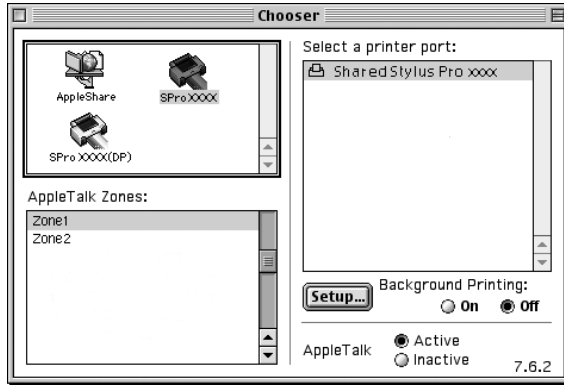 Chooser
AppleShare
SPro XXXX
SPro XXXX(DP)
AppleTalk Zones:
Zone1
Zone2
Select a printer port:
Shared Stylus Pro xxxx
Setup...
Background Printing:
On Off
AppleTalk
Active
Inactive
7.6.2